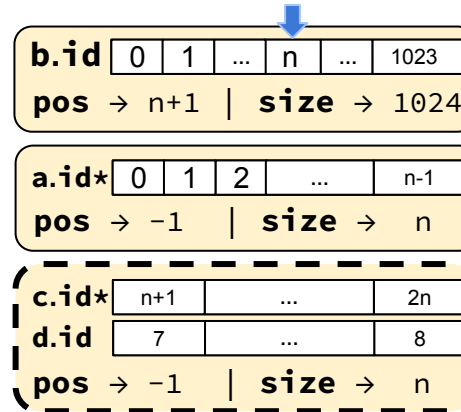 b.id 0 1 ... n ... 1023
pos → n+1 | size → 1024
a.id* 0 1 2 ... n-1
pos → -1 | size → n
c.id* n+1 ... 2n
d.id 7 ... 8
pos → -1 | size → n